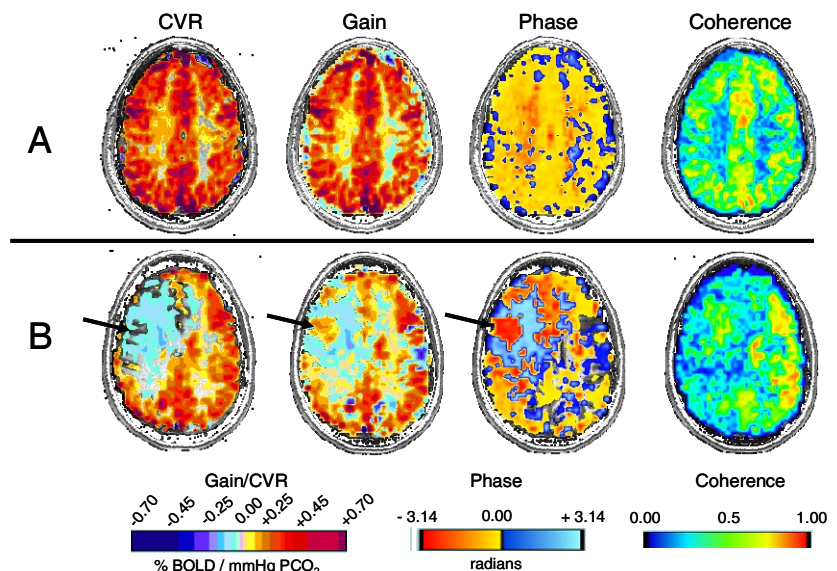 CVR Gain Phase Coherence
A
B
Gain/CVR Phase Coherence
-0.70 -0.45 -0.25 0.00 +0.25 +0.45 +0.70
- 3.14 0.00 + 3.14
0.00 0.5 1.00
% BOLD / mmHg PCO₂
radians